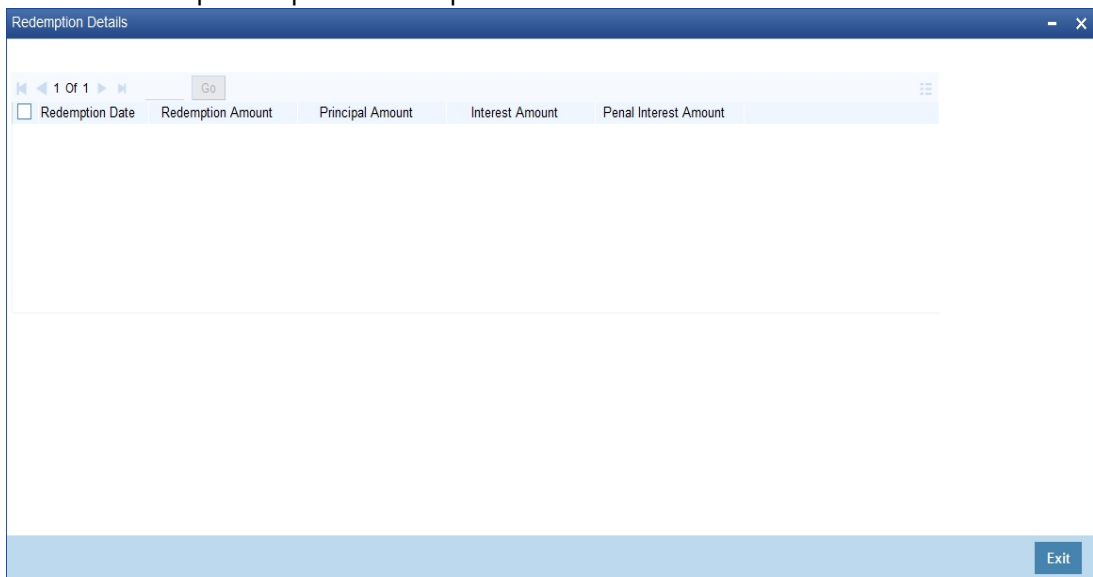 Redemption Details
1 Of 1 Go
Redemption Date Redemption Amount Principal Amount Interest Amount Penal Interest Amount
Exit